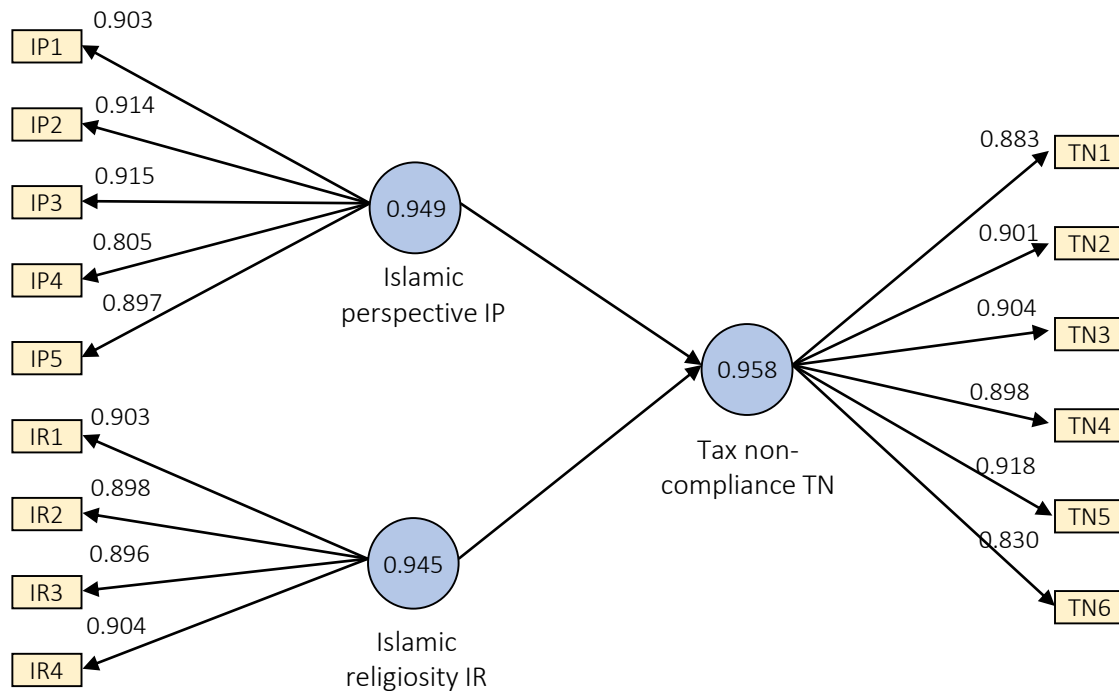 0.903
IP1
0.914
IP2
0.915
IP3
0.805
IP4
0.897
IP5
0.949
Islamic
perspective IP
0.903
IR1
0.898
IR2
0.896
IR3
0.904
IR4
0.945
Islamic
religiosity IR
0.958
Tax non-
compliance TN
0.883
TN1
0.901
TN2
0.904
TN3
0.898
TN4
0.918
TN5
0.830
TN6